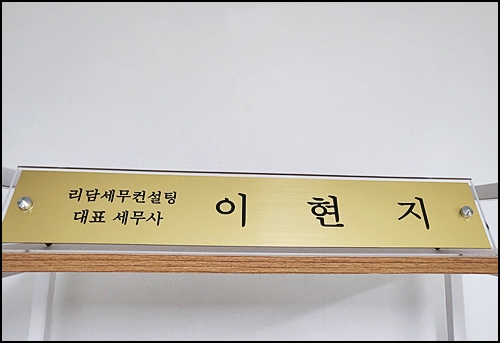 리담세무컨설팅
대표 세무사
이 현 지